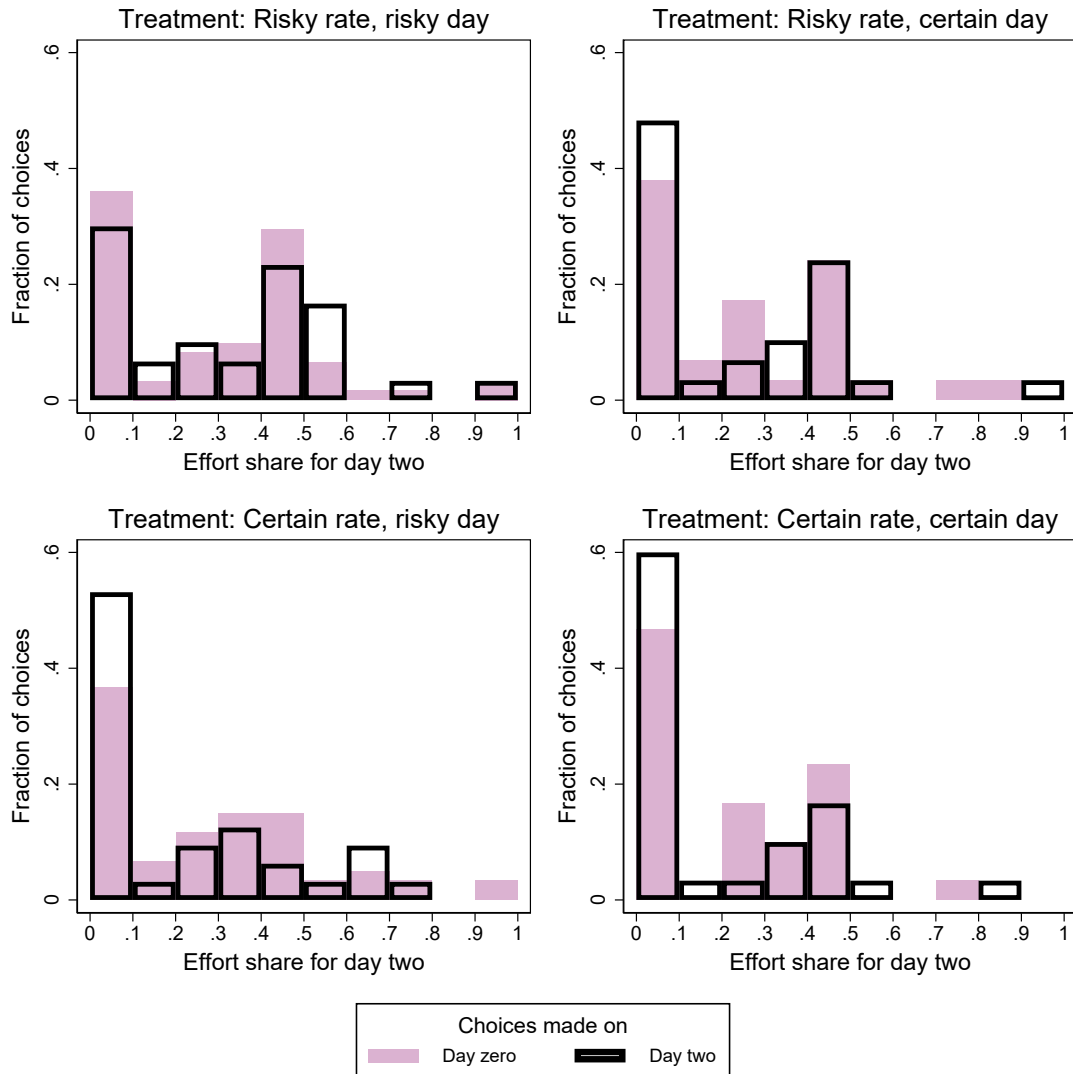 Treatment: Risky rate, risky day
Fraction of choices
.6
.4
.2
0
0 .1 .2 .3 .4 .5 .6 .7 .8 .9 1
Effort share for day two
Treatment: Risky rate, certain day
Fraction of choices
.6
.4
.2
0
0 .1 .2 .3 .4 .5 .6 .7 .8 .9 1
Effort share for day two
Treatment: Certain rate, risky day
Fraction of choices
.6
.4
.2
0
0 .1 .2 .3 .4 .5 .6 .7 .8 .9 1
Effort share for day two
Treatment: Certain rate, certain day
Fraction of choices
.6
.4
.2
0
0 .1 .2 .3 .4 .5 .6 .7 .8 .9 1
Effort share for day two
Choices made on
Day zero Day two